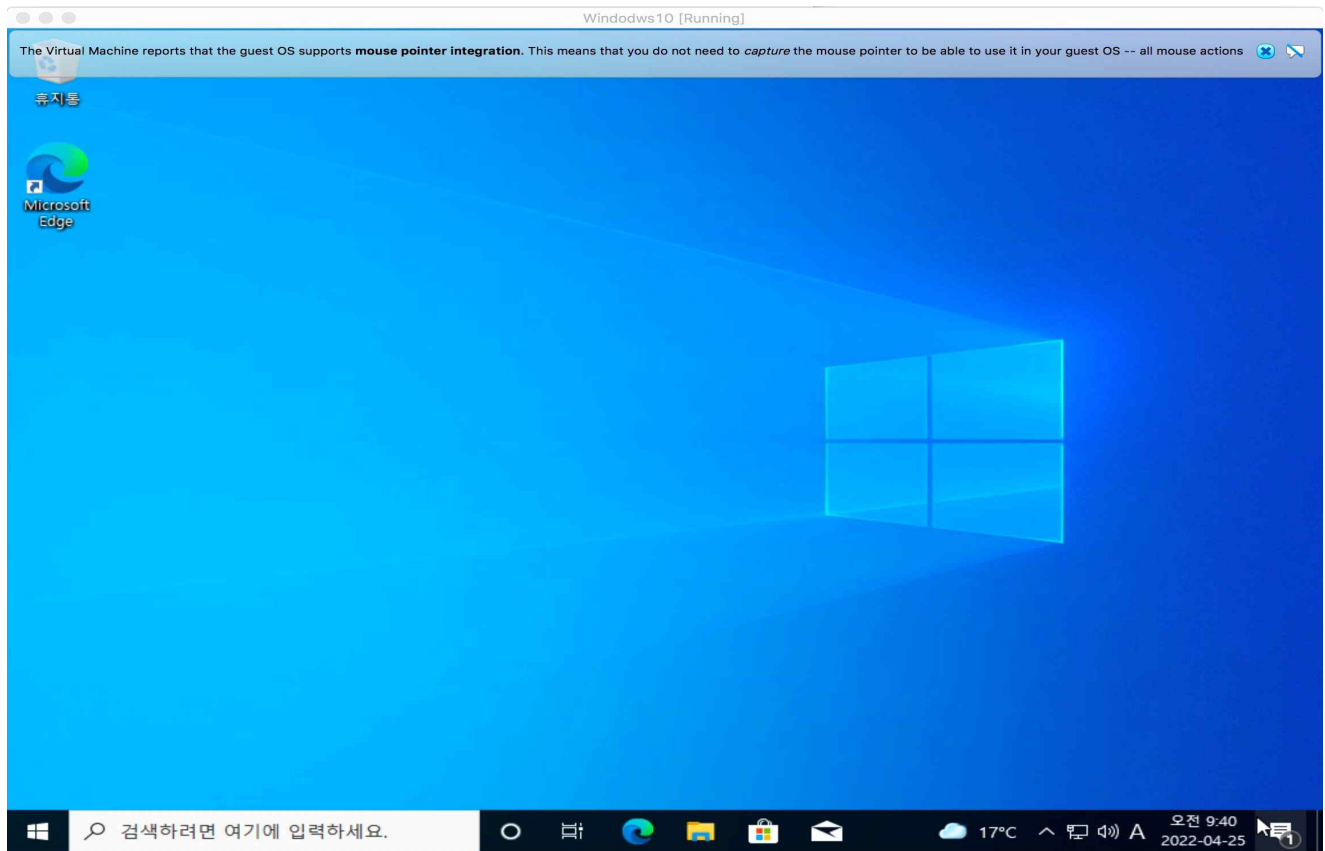 Windodws10 [Running]
The Virtual Machine reports that the guest OS supports mouse pointer integration. This means that you do not need to capture the mouse pointer to be able to use it in your guest OS -- all mouse actions
휴지통
Microsoft
Edge
검색하려면 여기에 입력하세요.
17°C
A
오전 9:40
2022-04-25
1